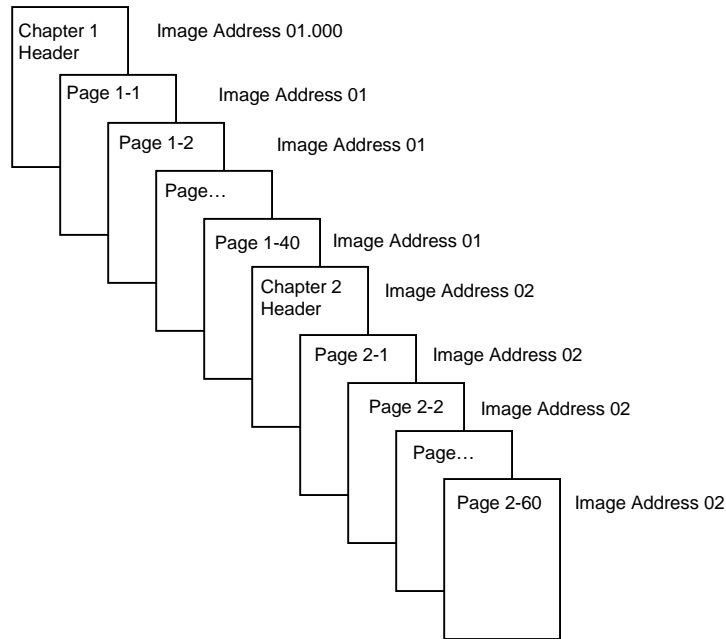 Chapter 1
Header
Image Address 01.000
Page 1-1
Image Address 01
Page 1-2
Image Address 01
Page…
Page 1-40
Image Address 01
Chapter 2
Header
Image Address 02
Page 2-1
Image Address 02
Page 2-2
Image Address 02
Page…
Page 2-60
Image Address 02